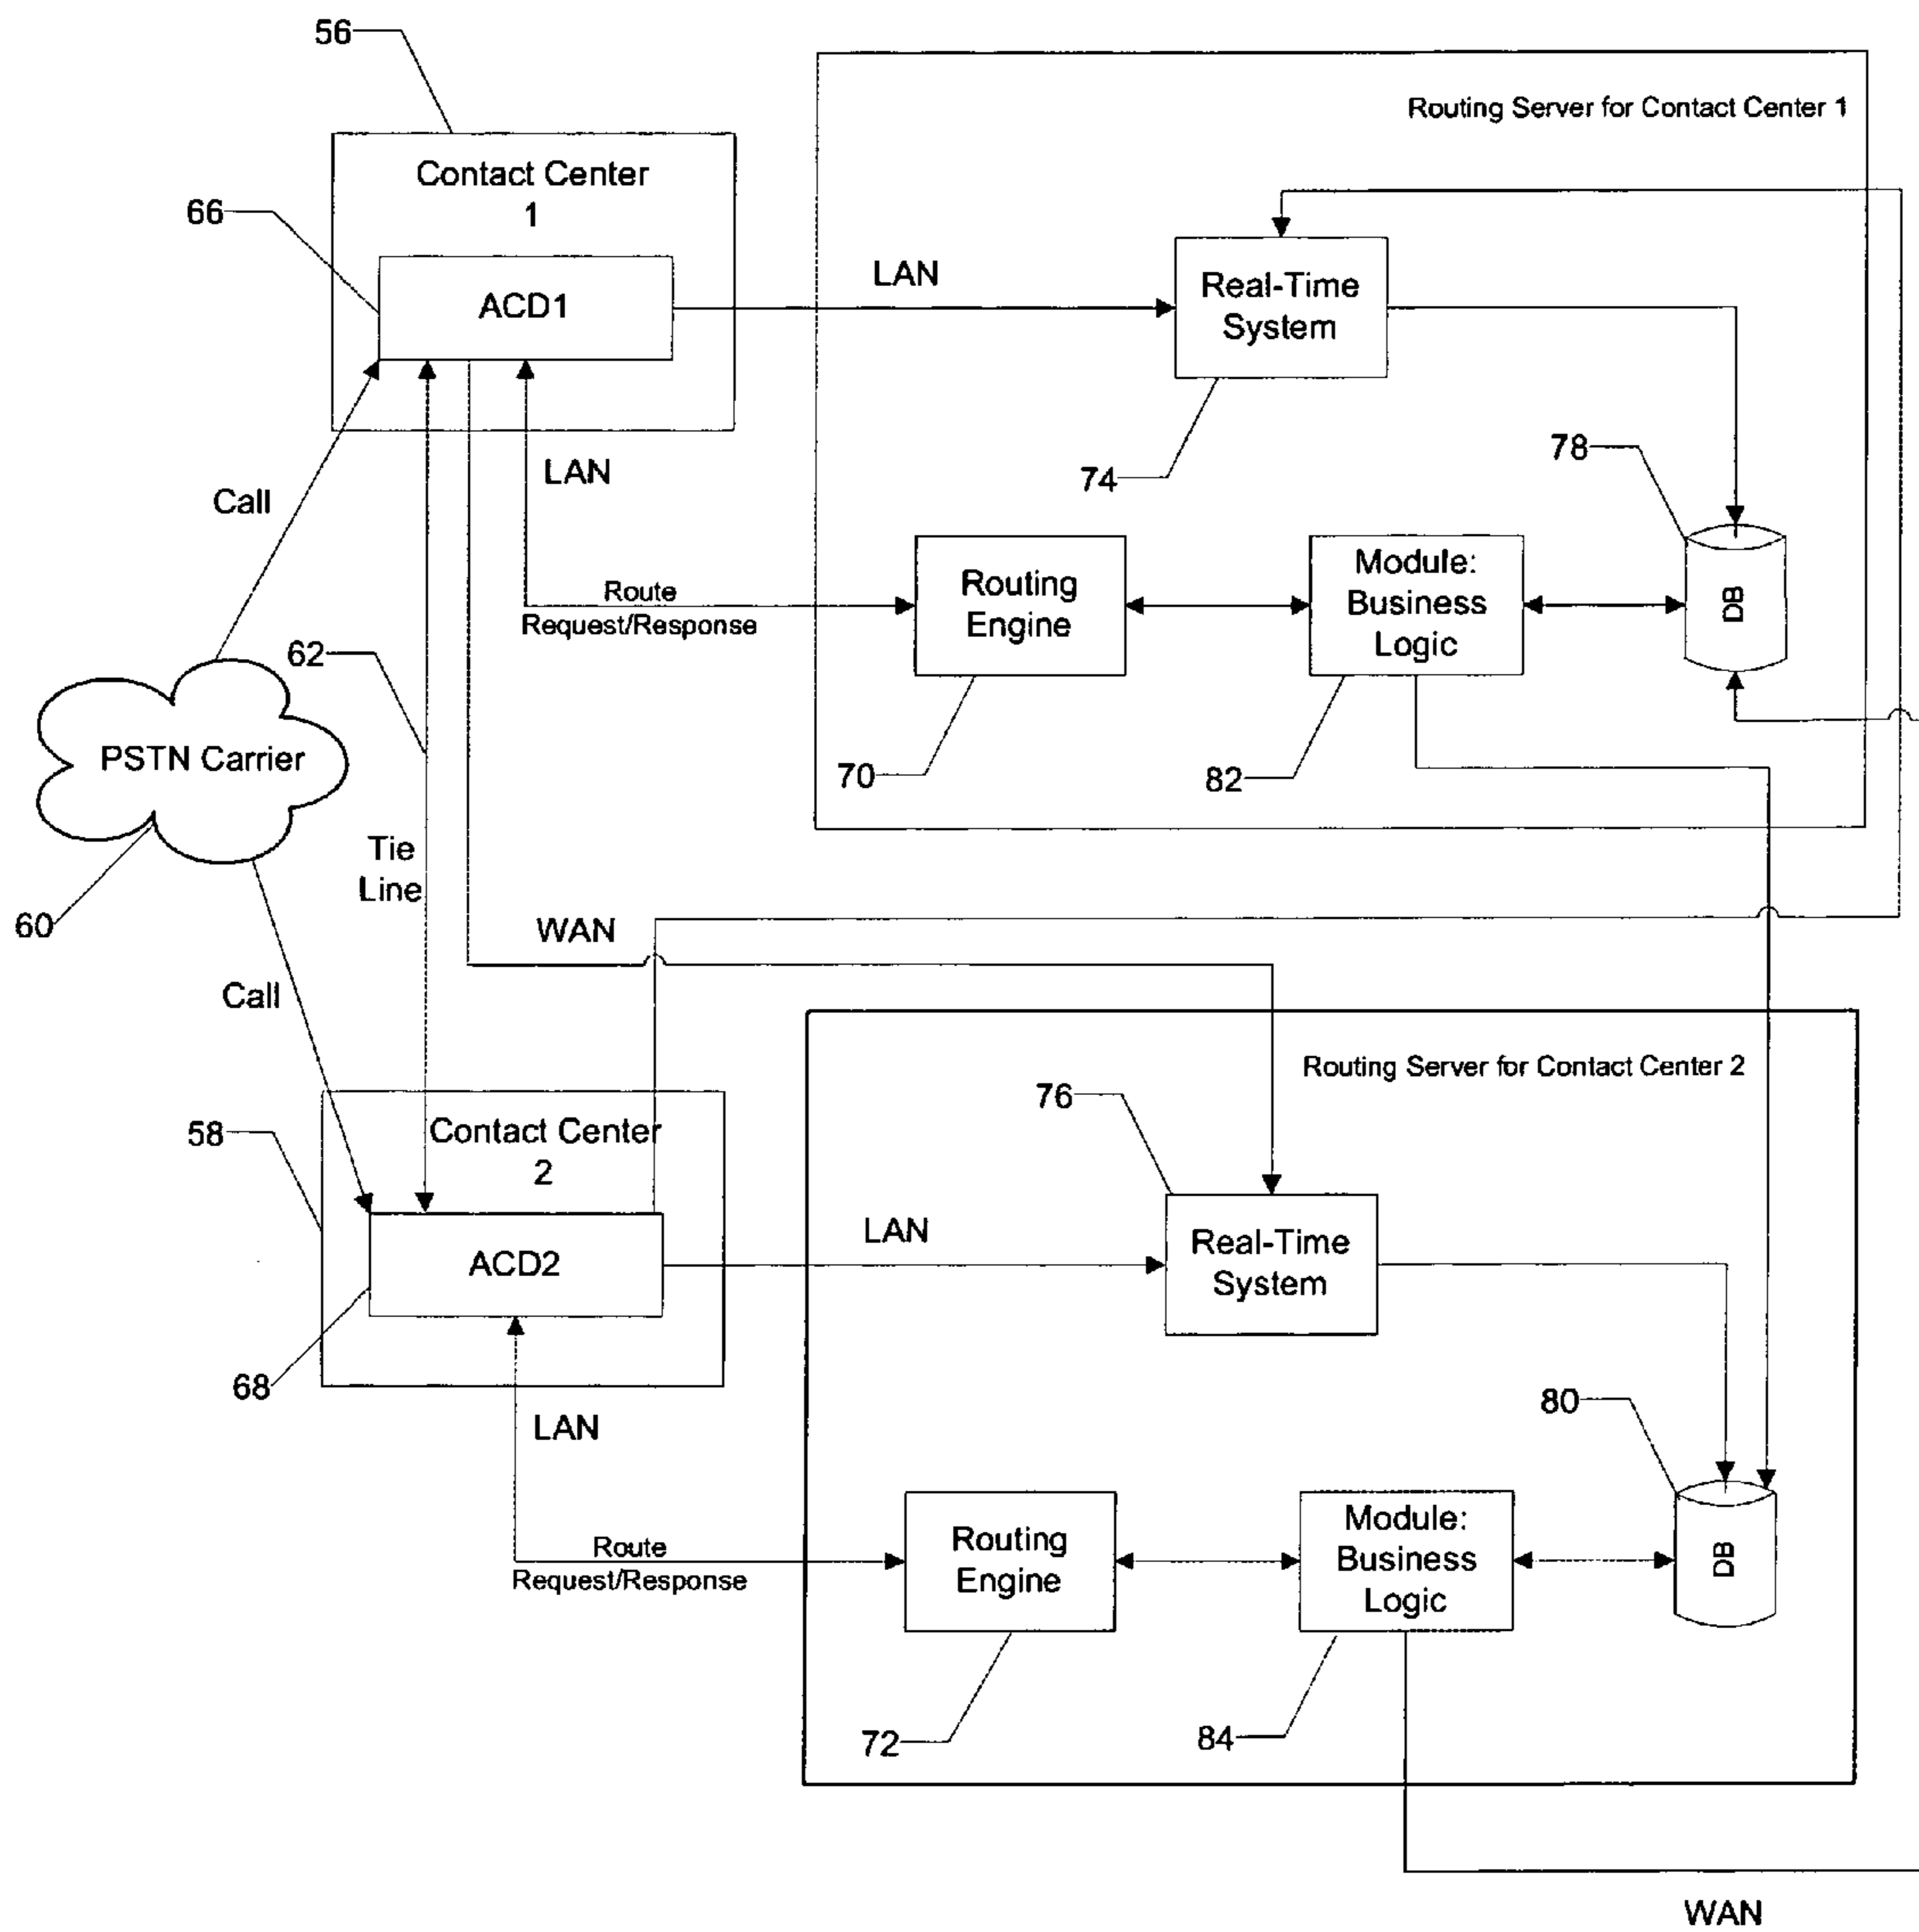 56
Routing Server for Contact Center 1
Contact Center
1
66
ACD1
LAN
Real-Time
System
74
78
LAN
Call
Route
Request/Response
Routing
Engine
Module:
Business
Logic
DB
62
70
82
PSTN Carrier
60
Tie
Line
WAN
Call
Routing Server for Contact Center 2
76
58
Contact Center
2
68
ACD2
LAN
Real-Time
System
80
LAN
Route
Request/Response
Routing
Engine
Module:
Business
Logic
DB
72
84
WAN